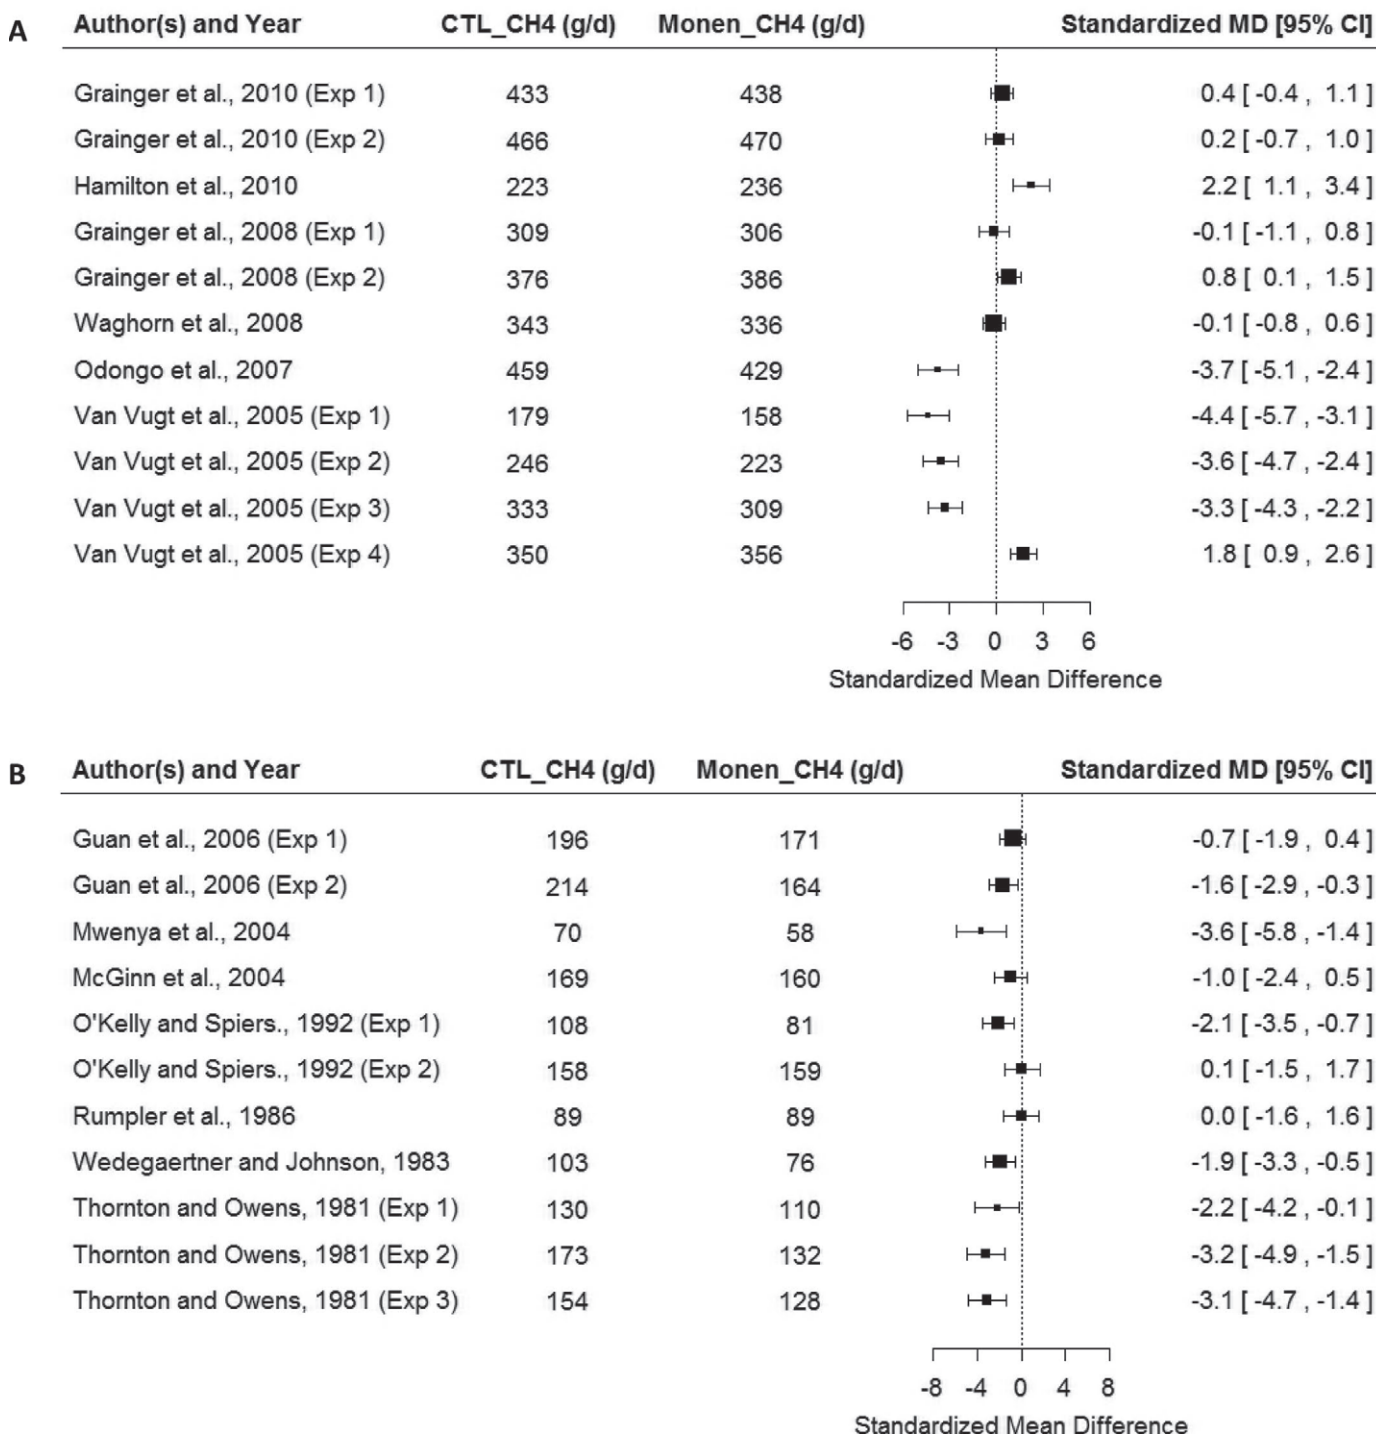 A Author(s) and Year CTL_CH4 (g/d) Monen_CH4 (g/d) Standardized MD [95% CI]
Grainger et al., 2010 (Exp 1) 433 438 0.4 [ -0.4 , 1.1 ]
Grainger et al., 2010 (Exp 2) 466 470 0.2 [ -0.7 , 1.0 ]
Hamilton et al., 2010 223 236 2.2 [ 1.1 , 3.4 ]
Grainger et al., 2008 (Exp 1) 309 306 -0.1 [ -1.1 , 0.8 ]
Grainger et al., 2008 (Exp 2) 376 386 0.8 [ 0.1 , 1.5 ]
Waghorn et al., 2008 343 336 -0.1 [ -0.8 , 0.6 ]
Odongo et al., 2007 459 429 -3.7 [ -5.1 , -2.4 ]
Van Vugt et al., 2005 (Exp 1) 179 158 -4.4 [ -5.7 , -3.1 ]
Van Vugt et al., 2005 (Exp 2) 246 223 -3.6 [ -4.7 , -2.4 ]
Van Vugt et al., 2005 (Exp 3) 333 309 -3.3 [ -4.3 , -2.2 ]
Van Vugt et al., 2005 (Exp 4) 350 356 1.8 [ 0.9 , 2.6 ]
-6 -3 0 3 6
Standardized Mean Difference
B Author(s) and Year CTL_CH4 (g/d) Monen_CH4 (g/d) Standardized MD [95% CI]
Guan et al., 2006 (Exp 1) 196 171 -0.7 [ -1.9 , 0.4 ]
Guan et al., 2006 (Exp 2) 214 164 -1.6 [ -2.9 , -0.3 ]
Mwenya et al., 2004 70 58 -3.6 [ -5.8 , -1.4 ]
McGinn et al., 2004 169 160 -1.0 [ -2.4 , 0.5 ]
O'Kelly and Spiers., 1992 (Exp 1) 108 81 -2.1 [ -3.5 , -0.7 ]
O'Kelly and Spiers., 1992 (Exp 2) 158 159 0.1 [ -1.5 , 1.7 ]
Rumpler et al., 1986 89 89 0.0 [ -1.6 , 1.6 ]
Wedegaertner and Johnson, 1983 103 76 -1.9 [ -3.3 , -0.5 ]
Thornton and Owens, 1981 (Exp 1) 130 110 -2.2 [ -4.2 , -0.1 ]
Thornton and Owens, 1981 (Exp 2) 173 132 -3.2 [ -4.9 , -1.5 ]
Thornton and Owens, 1981 (Exp 3) 154 128 -3.1 [ -4.7 , -1.4 ]
-8 -4 0 4 8
Standardized Mean Difference